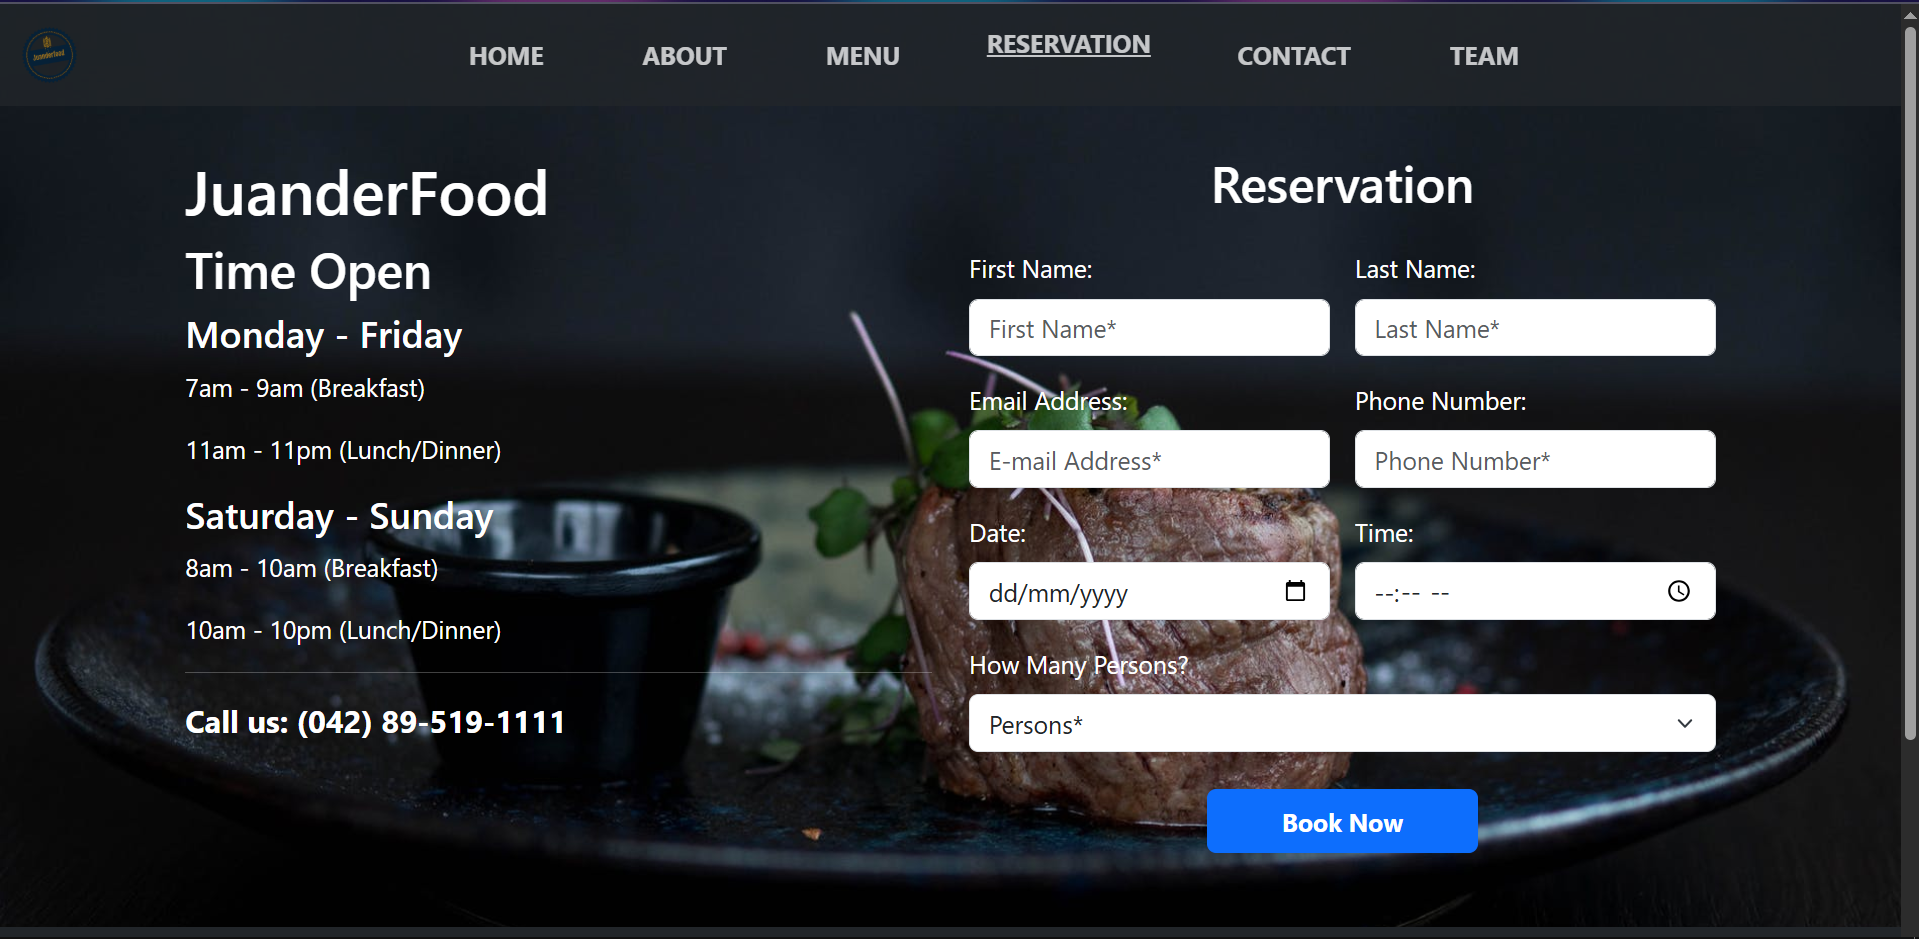 Juanderfood
HOME
ABOUT
MENU
RESERVATION
CONTACT
TEAM
JuanderFood
Time Open
Monday - Friday
7am - 9am (Breakfast)
11am - 11pm (Lunch/Dinner)
Saturday - Sunday
8am - 10am (Breakfast)
10am - 10pm (Lunch/Dinner)
Call us: (042) 89-519-1111
Reservation
First Name:
Last Name:
First Name*
Last Name*
Email Address:
Phone Number:
E-mail Address*
Phone Number*
Date:
Time:
dd/mm/yyyy
--:-- --
How Many Persons?
Persons*
Book Now